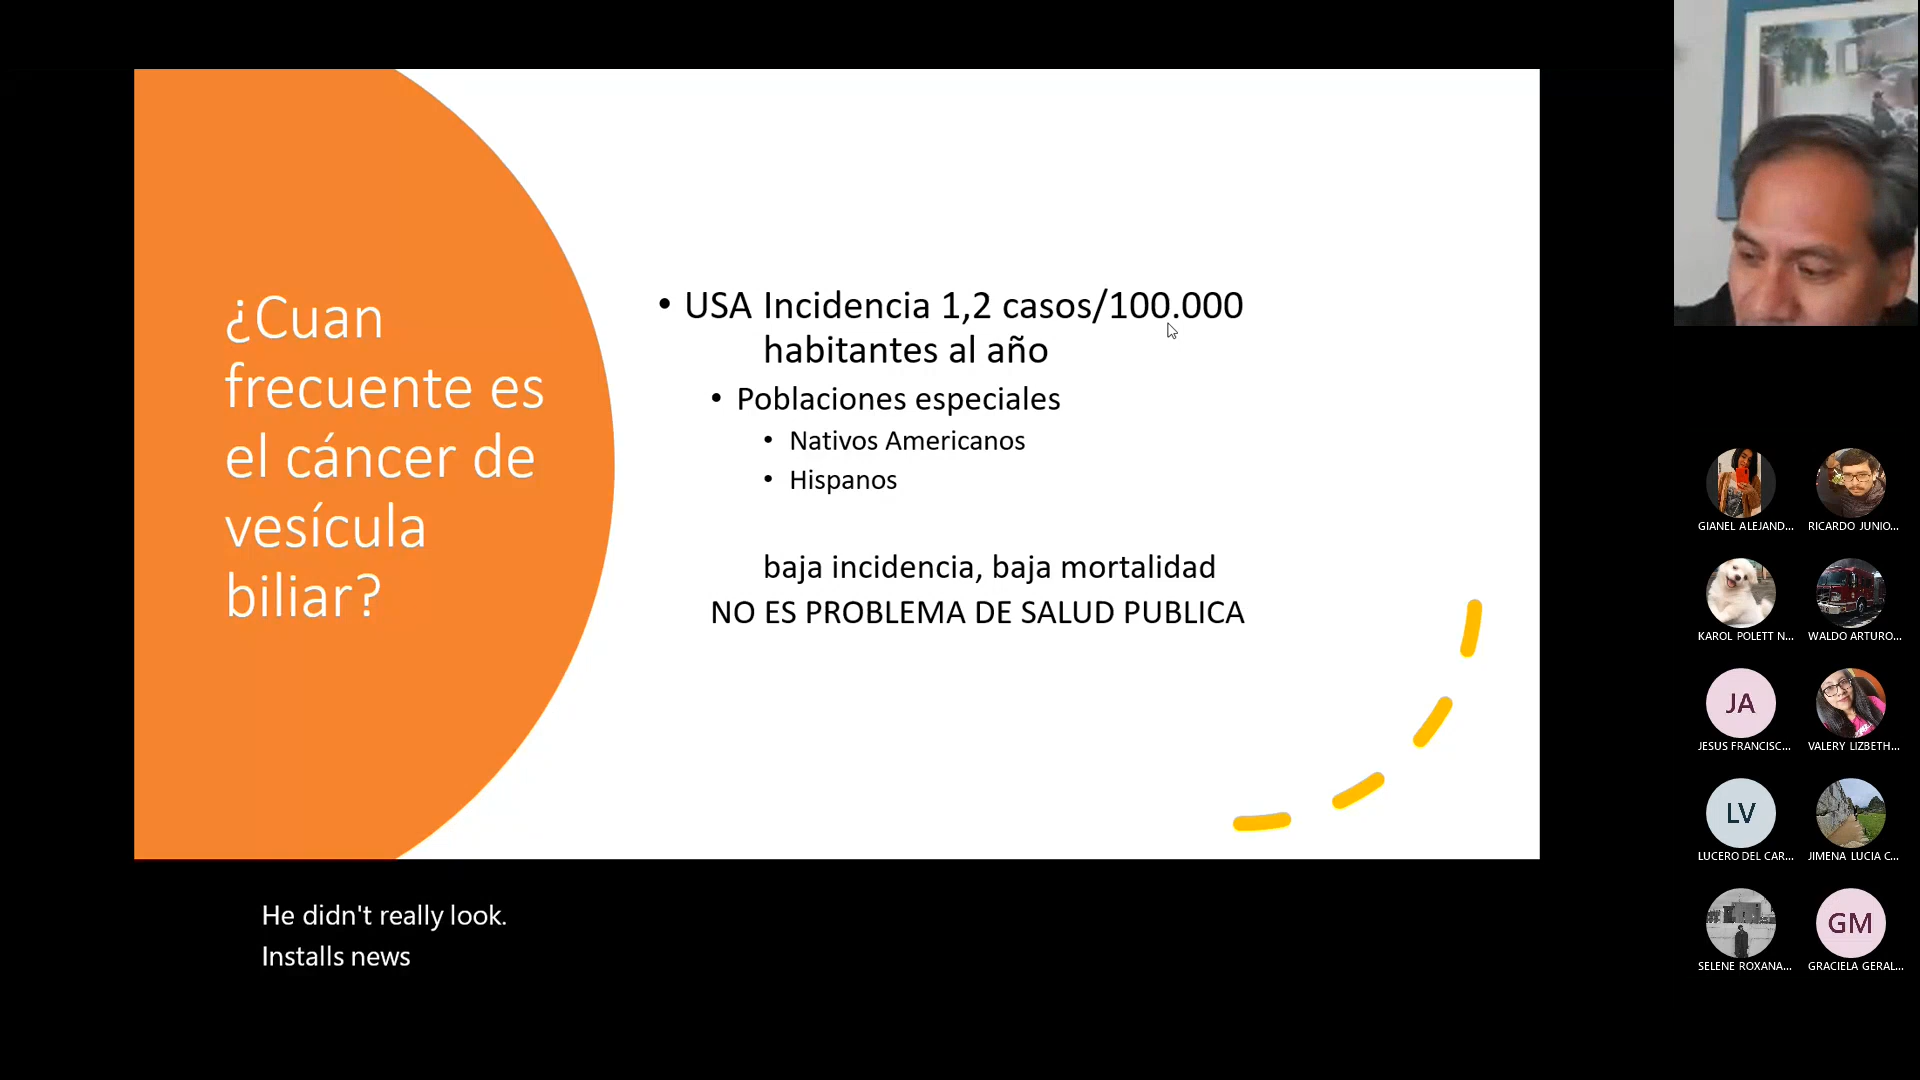 ¿Cuan
frecuente es
el cáncer de
vesícula
biliar?
• USA Incidencia 1,2 casos/100.000
habitantes al año
• Poblaciones especiales
• Nativos Americanos
• Hispanos
baja incidencia, baja mortalidad
NO ES PROBLEMA DE SALUD PUBLICA
He didn't really look.
Installs news
GIANEL ALEJAND...
RICARDO JUNIO...
KAROL POLETT N...
WALDO ARTURO...
JA
JESUS FRANCISC...
VALERY LIZBETH...
LV
LUCERO DEL CAR...
JIMENA LUCIA C...
SELENE ROXANA...
GM
GRACIELA GERAL...